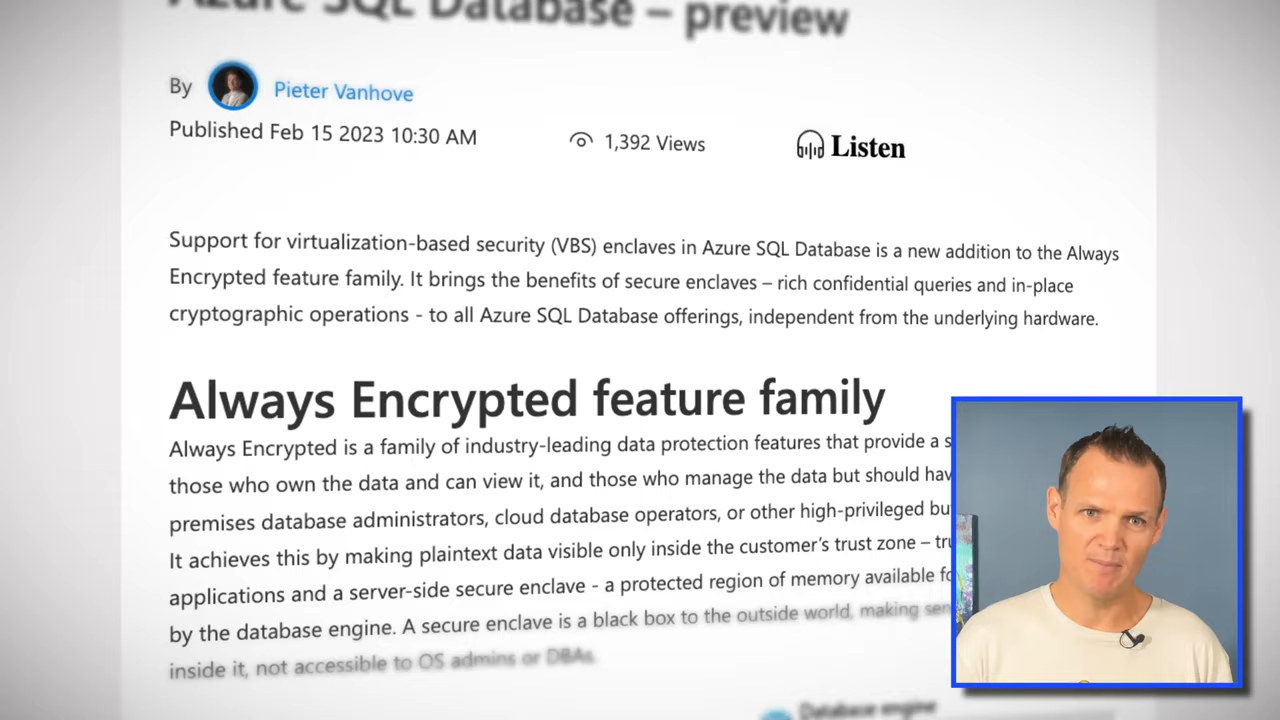 Azure SQL Database – preview
By Pieter Vanhove
Published Feb 15 2023 10:30 AM 1,392 Views Listen
Support for virtualization-based security (VBS) enclaves in Azure SQL Database is a new addition to the Always
Encrypted feature family. It brings the benefits of secure enclaves – rich confidential queries and in-place
cryptographic operations - to all Azure SQL Database offerings, independent from the underlying hardware.
Always Encrypted feature family
Always Encrypted is a family of industry-leading data protection features that provide a s
those who own the data and can view it, and those who manage the data but should hav
premises database administrators, cloud database operators, or other high-privileged bu
It achieves this by making plaintext data visible only inside the customer's trust zone – tru
applications and a server-side secure enclave - a protected region of memory available fo
by the database engine. A secure enclave is a black box to the outside world, making sen
inside it, not accessible to OS admins or DBAs.
Database engine